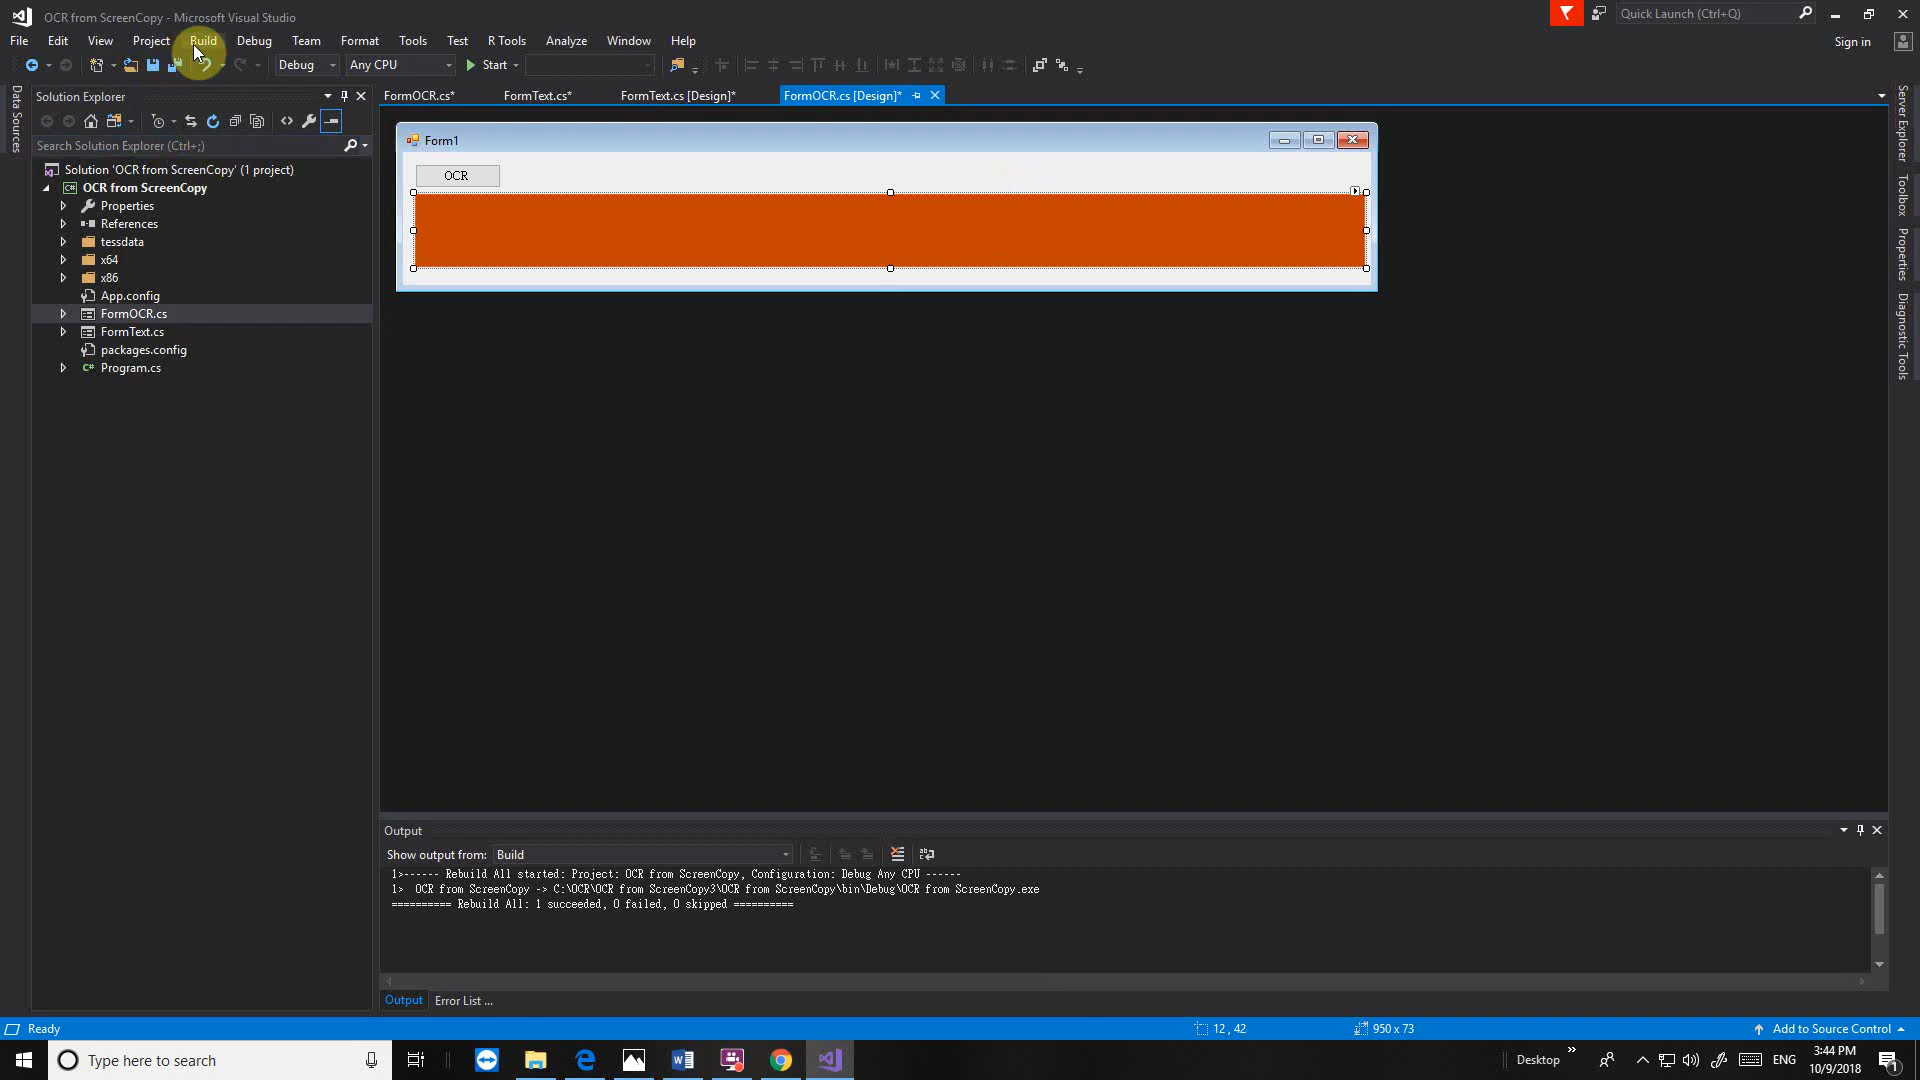 OCR from ScreenCopy - Microsoft Visual Studio
Quick Launch (Ctrl+Q)
File Edit View Project Build Debug Team Format Tools Test R Tools Analyze Window Help
Sign in
Debug Any CPU Start
Data Sources
Solution Explorer
Search Solution Explorer (Ctrl+;)
Solution 'OCR from ScreenCopy' (1 project)
OCR from ScreenCopy
Properties
References
tessdata
x64
x86
App.config
FormOCR.cs
FormText.cs
packages.config
Program.cs
FormOCR.cs* FormText.cs* FormText.cs [Design]* FormOCR.cs [Design]*
Form1
OCR
Server Explorer
Toolbox
Properties
Diagnostic Tools
Output
Show output from: Build
1>------ Rebuild All started: Project: OCR from ScreenCopy, Configuration: Debug Any CPU ------
1>  OCR from ScreenCopy -> C:\OCR\OCR from ScreenCopy3\OCR from ScreenCopy\bin\Debug\OCR from ScreenCopy.exe
========== Rebuild All: 1 succeeded, 0 failed, 0 skipped ==========
Output Error List ...
Ready
12 , 42
950 x 73
Add to Source Control
Type here to search
Desktop
ENG
3:44 PM
10/9/2018
1